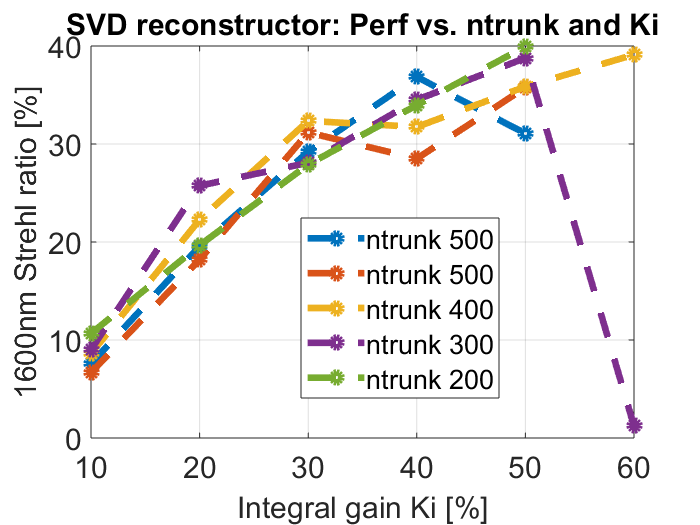 SVD reconstructor: Perf vs. ntrunk and Ki
40
30
20
10
0
1600nm Strehl ratio [%]
ntrunk 500
ntrunk 500
ntrunk 400
ntrunk 300
ntrunk 200
10 20 30 40 50 60
Integral gain Ki [%]